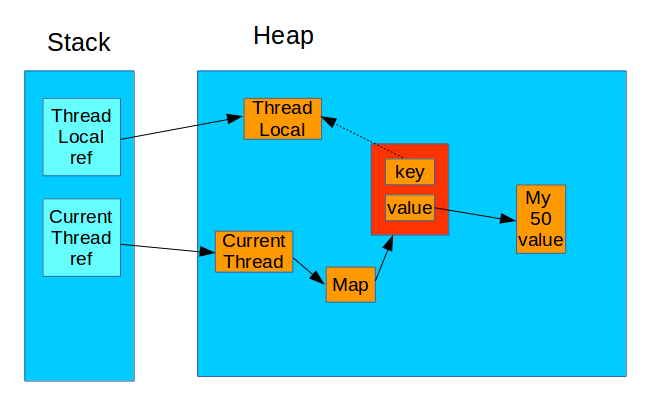 Stack
Heap
Thread
Local
ref
Current
Thread
ref
Thread
Local
key
value
My
50
value
Current
Thread
Map